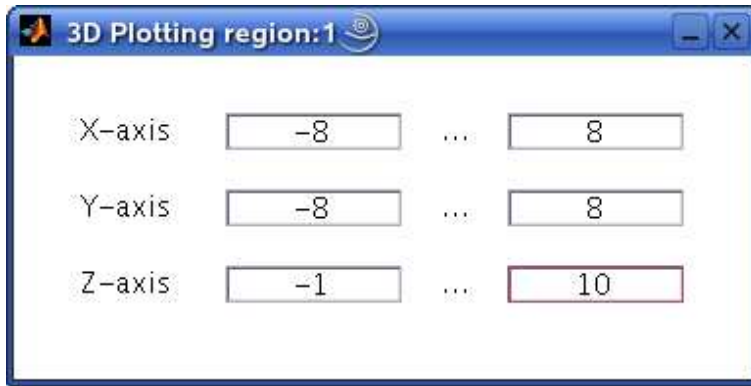 3D Plotting region:1
X-axis -8 ... 8
Y-axis -8 ... 8
Z-axis -1 ... 10